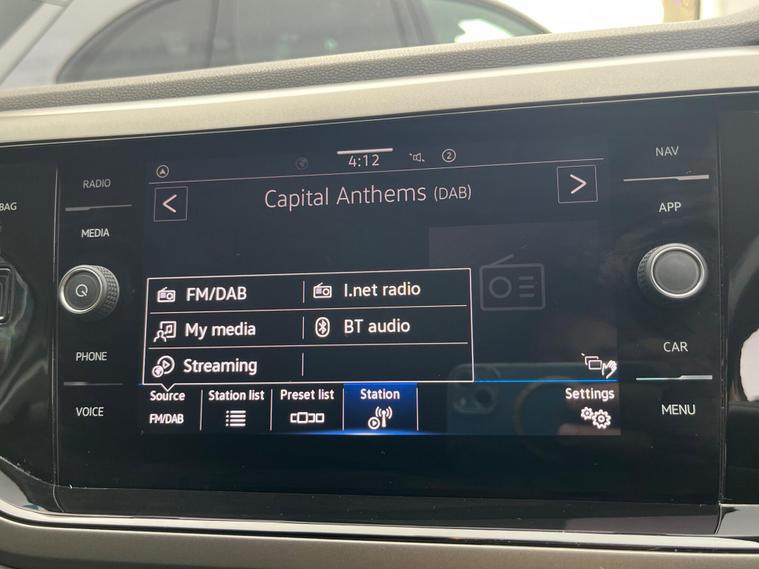 4:12
2
RADIO
NAV
Capital Anthems (DAB)
BAG
MEDIA
APP
FM/DAB
I.net radio
My media
BT audio
Streaming
PHONE
CAR
Source
Station list
Preset list
Station
Settings
FM/DAB
VOICE
MENU